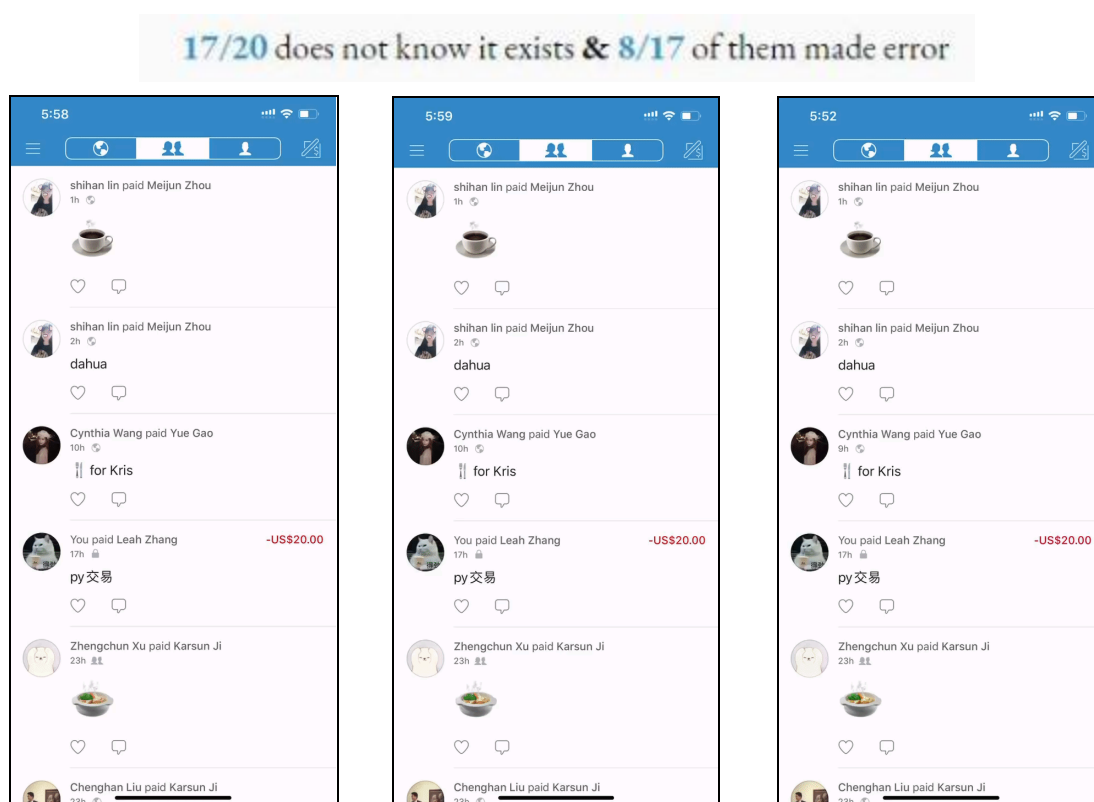 17/20 does not know it exists & 8/17 of them made error
5:58
shihan lin paid Meijun Zhou
1h
shihan lin paid Meijun Zhou
2h
dahua
Cynthia Wang paid Yue Gao
10h
for Kris
You paid Leah Zhang -US$20.00
17h
py交易
Zhengchun Xu paid Karsun Ji
23h
Chenghan Liu paid Karsun Ji
23h
5:59
shihan lin paid Meijun Zhou
1h
shihan lin paid Meijun Zhou
2h
dahua
Cynthia Wang paid Yue Gao
10h
for Kris
You paid Leah Zhang -US$20.00
17h
py交易
Zhengchun Xu paid Karsun Ji
23h
Chenghan Liu paid Karsun Ji
23h
5:52
shihan lin paid Meijun Zhou
1h
shihan lin paid Meijun Zhou
2h
dahua
Cynthia Wang paid Yue Gao
9h
for Kris
You paid Leah Zhang -US$20.00
17h
py交易
Zhengchun Xu paid Karsun Ji
23h
Chenghan Liu paid Karsun Ji
23h